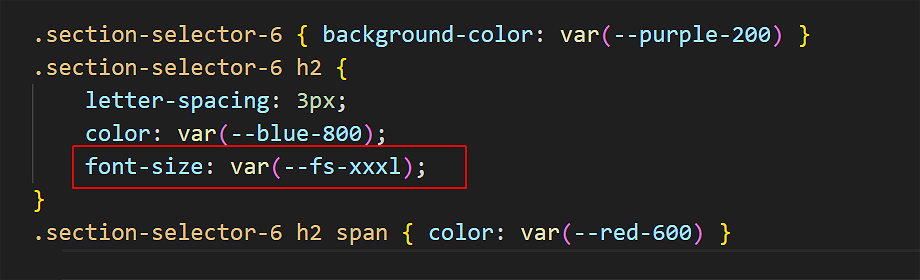 .section-selector-6 { background-color: var(--purple-200) }
.section-selector-6 h2 {
letter-spacing: 3px;
color: var(--blue-800);
font-size: var(--fs-xxxl);
}
.section-selector-6 h2 span { color: var(--red-600) }